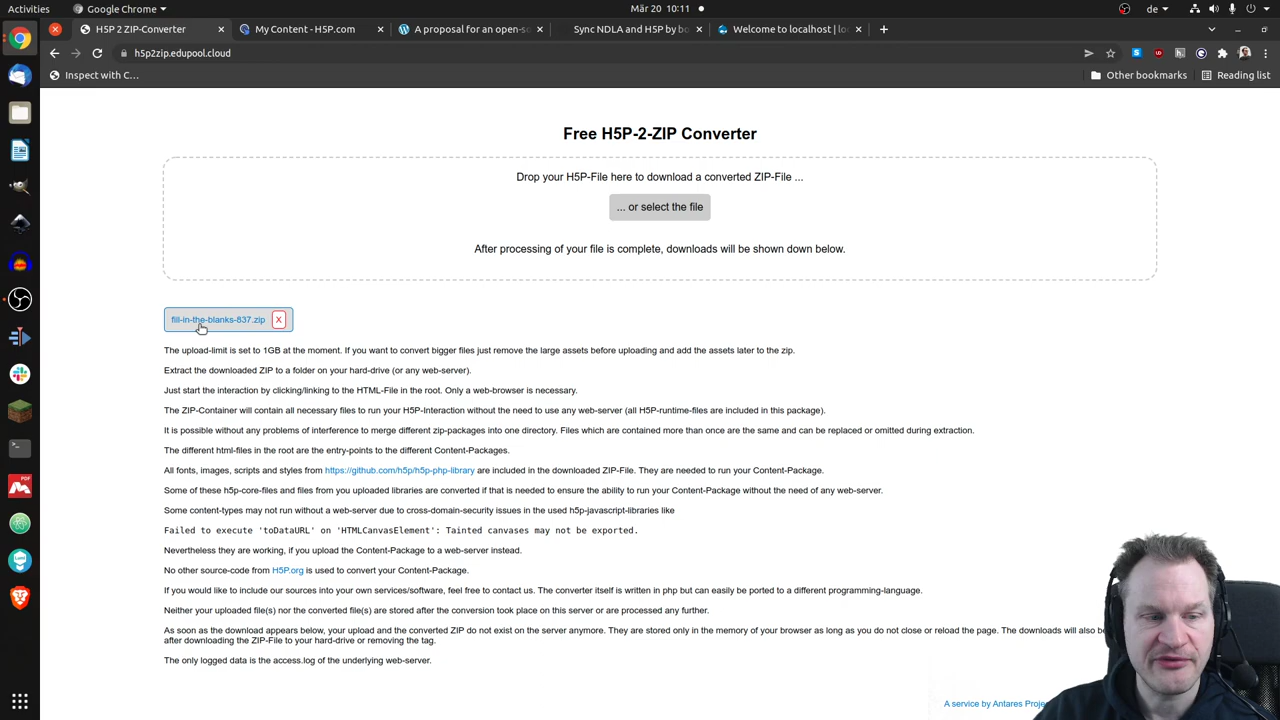 Activities
Google Chrome
Mär 20 10:11
de
H5P 2 ZIP-Converter
My Content - H5P.com
A proposal for an open-s
Sync NDLA and H5P by bo
Welcome to localhost | lo
h5p2zip.edupool.cloud
Inspect with C…
Other bookmarks
Reading list
Free H5P-2-ZIP Converter
Drop your H5P-File here to download a converted ZIP-File ...
... or select the file
After processing of your file is complete, downloads will be shown down below.
fill-in-the-blanks-837.zip X
The upload-limit is set to 1GB at the moment. If you want to convert bigger files just remove the large assets before uploading and add the assets later to the zip.
Extract the downloaded ZIP to a folder on your hard-drive (or any web-server).
Just start the interaction by clicking/linking to the HTML-File in the root. Only a web-browser is necessary.
The ZIP-Container will contain all necessary files to run your H5P-Interaction without the need to use any web-server (all H5P-runtime-files are included in this package).
It is possible without any problems of interference to merge different zip-packages into one directory. Files which are contained more than once are the same and can be replaced or omitted during extraction.
The different html-files in the root are the entry-points to the different Content-Packages.
All fonts, images, scripts and styles from https://github.com/h5p/h5p-php-library are included in the downloaded ZIP-File. They are needed to run your Content-Package.
Some of these h5p-core-files and files from you uploaded libraries are converted if that is needed to ensure the ability to run your Content-Package without the need of any web-server.
Some content-types may not run without a web-server due to cross-domain-security issues in the used h5p-javascript-libraries like
Failed to execute 'toDataURL' on 'HTMLCanvasElement': Tainted canvases may not be exported.
Nevertheless they are working, if you upload the Content-Package to a web-server instead.
No other source-code from H5P.org is used to convert your Content-Package.
If you would like to include our sources into your own services/software, feel free to contact us. The converter itself is written in php but can easily be ported to a different programming-language.
Neither your uploaded file(s) nor the converted file(s) are stored after the conversion took place on this server or are processed any further.
As soon as the download appears below, your upload and the converted ZIP do not exist on the server anymore. They are stored only in the memory of your browser as long as you do not close or reload the page. The downloads will also be
after downloading the ZIP-File to your hard-drive or removing the tag.
The only logged data is the access.log of the underlying web-server.
A service by Antares Proje